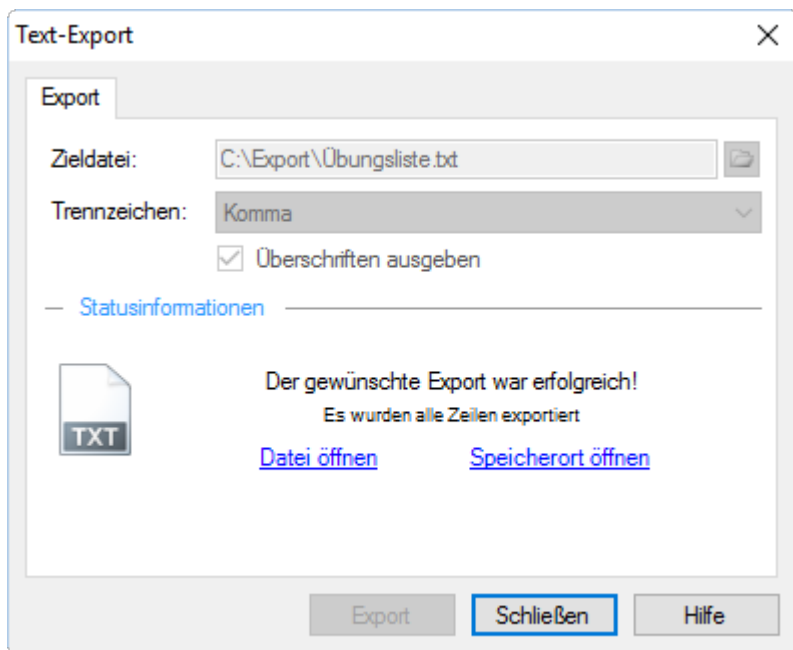 Text-Export
Export
Zieldatei: C:\Export\Übungsliste.txt
Trennzeichen: Komma
Überschriften ausgeben
Statusinformationen
Der gewünschte Export war erfolgreich!
Es wurden alle Zeilen exportiert
TXT
Datei öffnen Speicherort öffnen
Export Schließen Hilfe